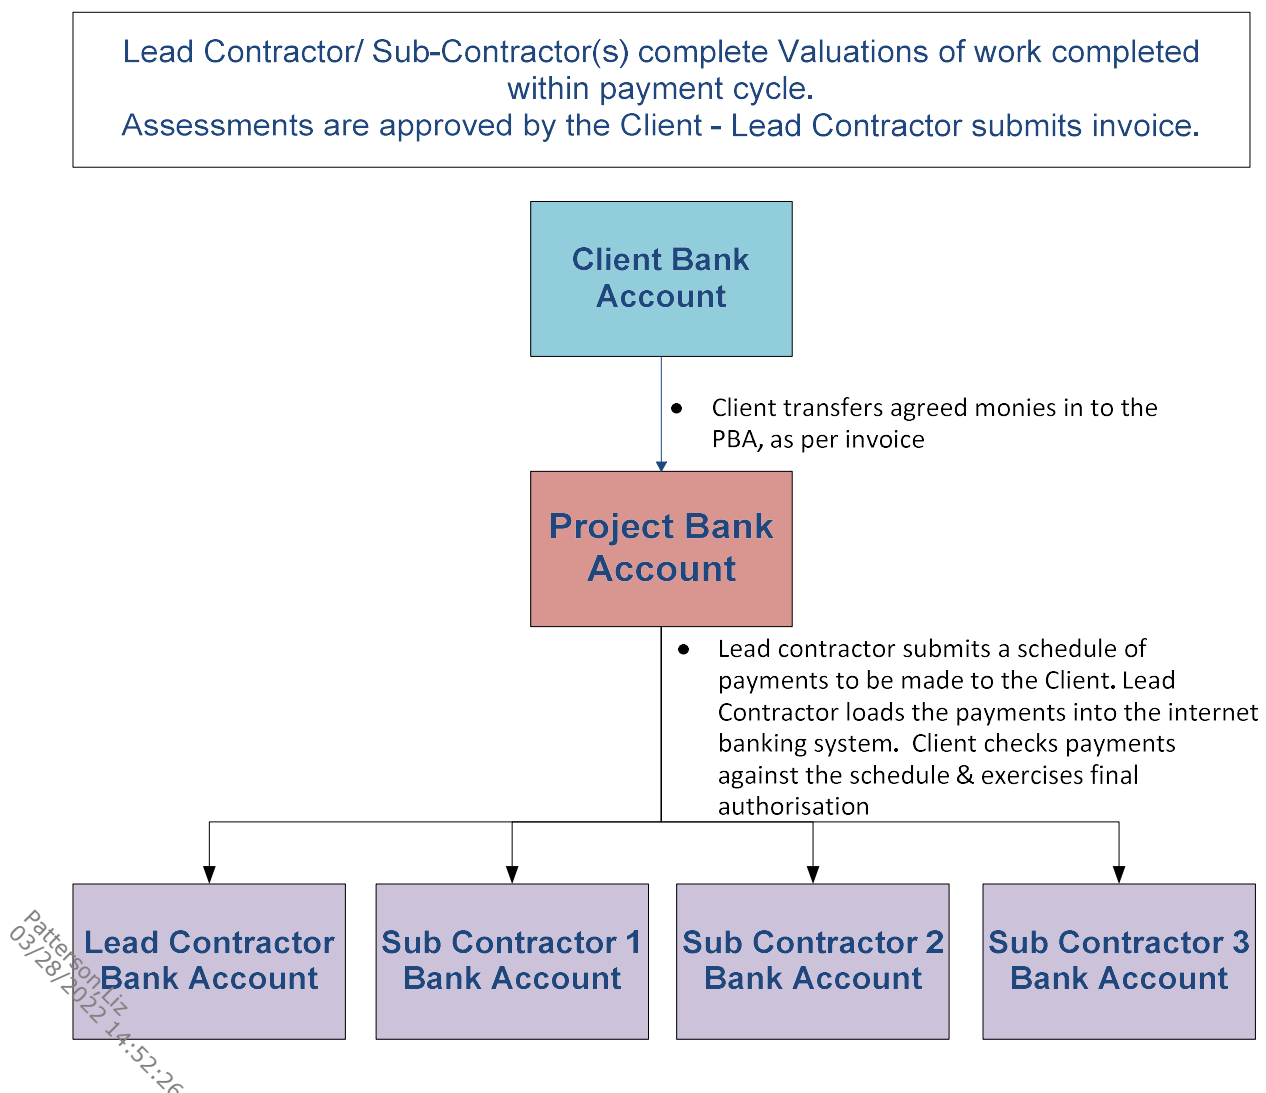 Lead Contractor/ Sub-Contractor(s) complete Valuations of work completed
within payment cycle.
Assessments are approved by the Client - Lead Contractor submits invoice.
Client Bank
Account
● Client transfers agreed monies in to the
PBA, as per invoice
Project Bank
Account
● Lead contractor submits a schedule of
payments to be made to the Client. Lead
Contractor loads the payments into the internet
banking system.  Client checks payments
against the schedule & exercises final
authorisation
Lead Contractor
Bank Account
Sub Contractor 1
Bank Account
Sub Contractor 2
Bank Account
Sub Contractor 3
Bank Account
Patterson, Liz
03/28/2022 14:52:26